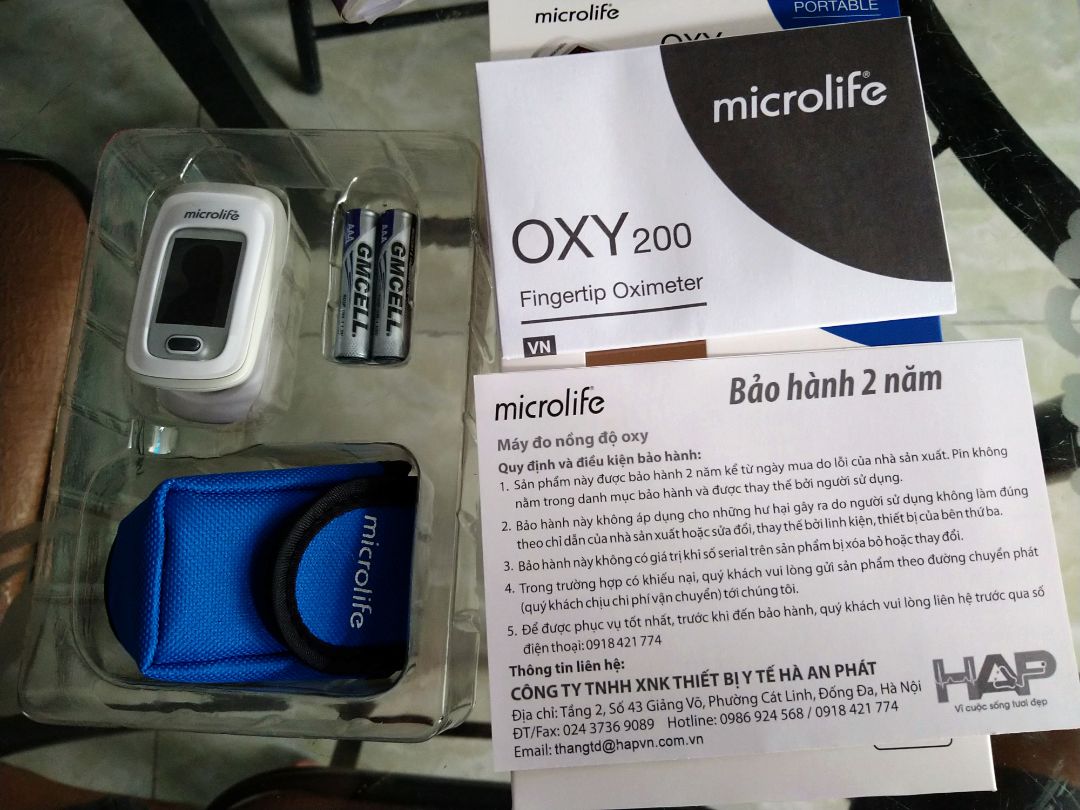 microlife
PORTABLE
OXY
microlife
OXY 200
Fingertip Oximeter
VN
microlife
AAA
GMCELL
AAA
GMCELL
microlife
microlife
Bảo hành 2 năm
Máy đo nồng độ oxy
Quy định và điều kiện bảo hành:
1. Sản phẩm này được bảo hành 2 năm kể từ ngày mua do lỗi của nhà sản xuất. Pin không
nằm trong danh mục bảo hành và được thay thế bởi người sử dụng.
2. Bảo hành này không áp dụng cho những hư hại gây ra do người sử dụng không làm đúng
theo chỉ dẫn của nhà sản xuất hoặc sửa đổi, thay thế bởi linh kiện, thiết bị của bên thứ ba.
3. Bảo hành này không có giá trị khi số serial trên sản phẩm bị xóa bỏ hoặc thay đổi.
4. Trong trường hợp có khiếu nại, quý khách vui lòng gửi sản phẩm theo đường chuyển phát
(quý khách chịu chi phí vận chuyển) tới chúng tôi.
5. Để được phục vụ tốt nhất, trước khi đến bảo hành, quý khách vui lòng liên hệ trước qua số
điện thoại: 0918 421 774
Thông tin liên hệ:
CÔNG TY TNHH XNK THIẾT BỊ Y TẾ HÀ AN PHÁT
Địa chỉ: Tầng 2, Số 43 Giảng Võ, Phường Cát Linh, Đống Đa, Hà Nội
ĐT/Fax: 024 3736 9089 Hotline: 0986 924 568 / 0918 421 774
Email: thangtd@hapvn.com.vn
HAP
Vì cuộc sống tươi đẹp